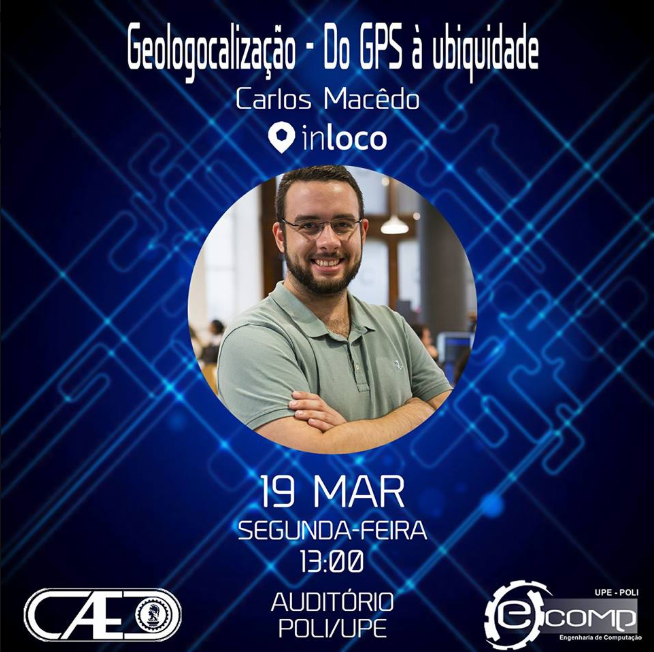 Geologocalização - Do GPS à ubiquidade
Carlos Macêdo
inloco
19 MAR
SEGUNDA-FEIRA
13:00
AUDITÓRIO
POLI/UPE
CAEC
UPE - POLI
ecomp
Engenharia de Computação